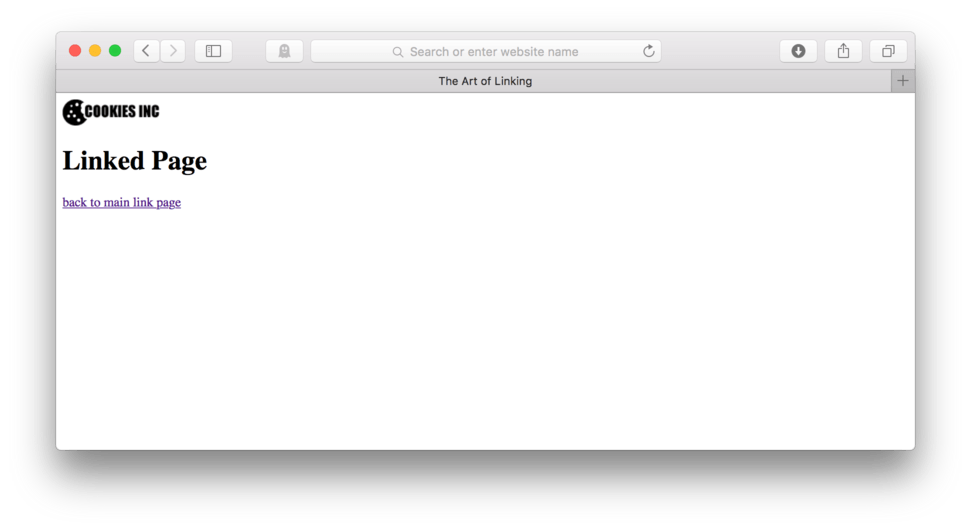 Search or enter website name
The Art of Linking
COOKIES INC
Linked Page
back to main link page